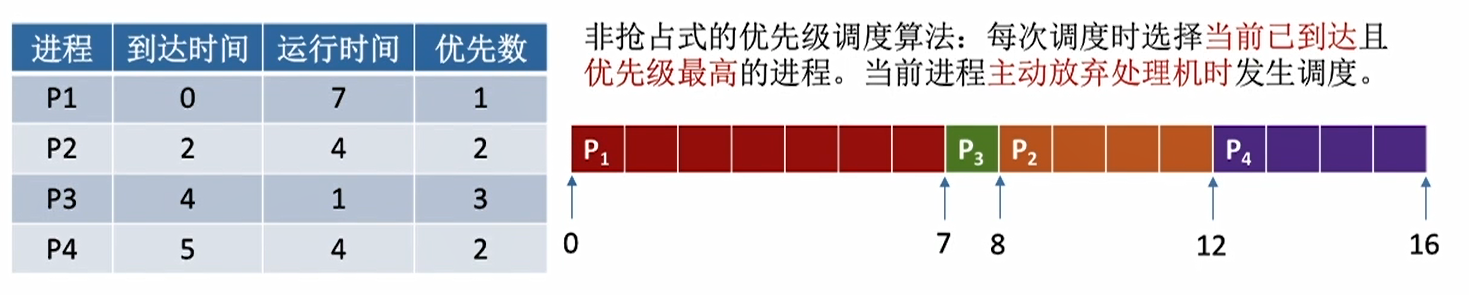 进程 到达时间 运行时间 优先数
P1 0 7 1
P2 2 4 2
P3 4 1 3
P4 5 4 2
非抢占式的优先级调度算法：每次调度时选择当前已到达且
优先级最高的进程。当前进程主动放弃处理机时发生调度。
P₁ P₃ P₂ P₄
0 7 8 12 16